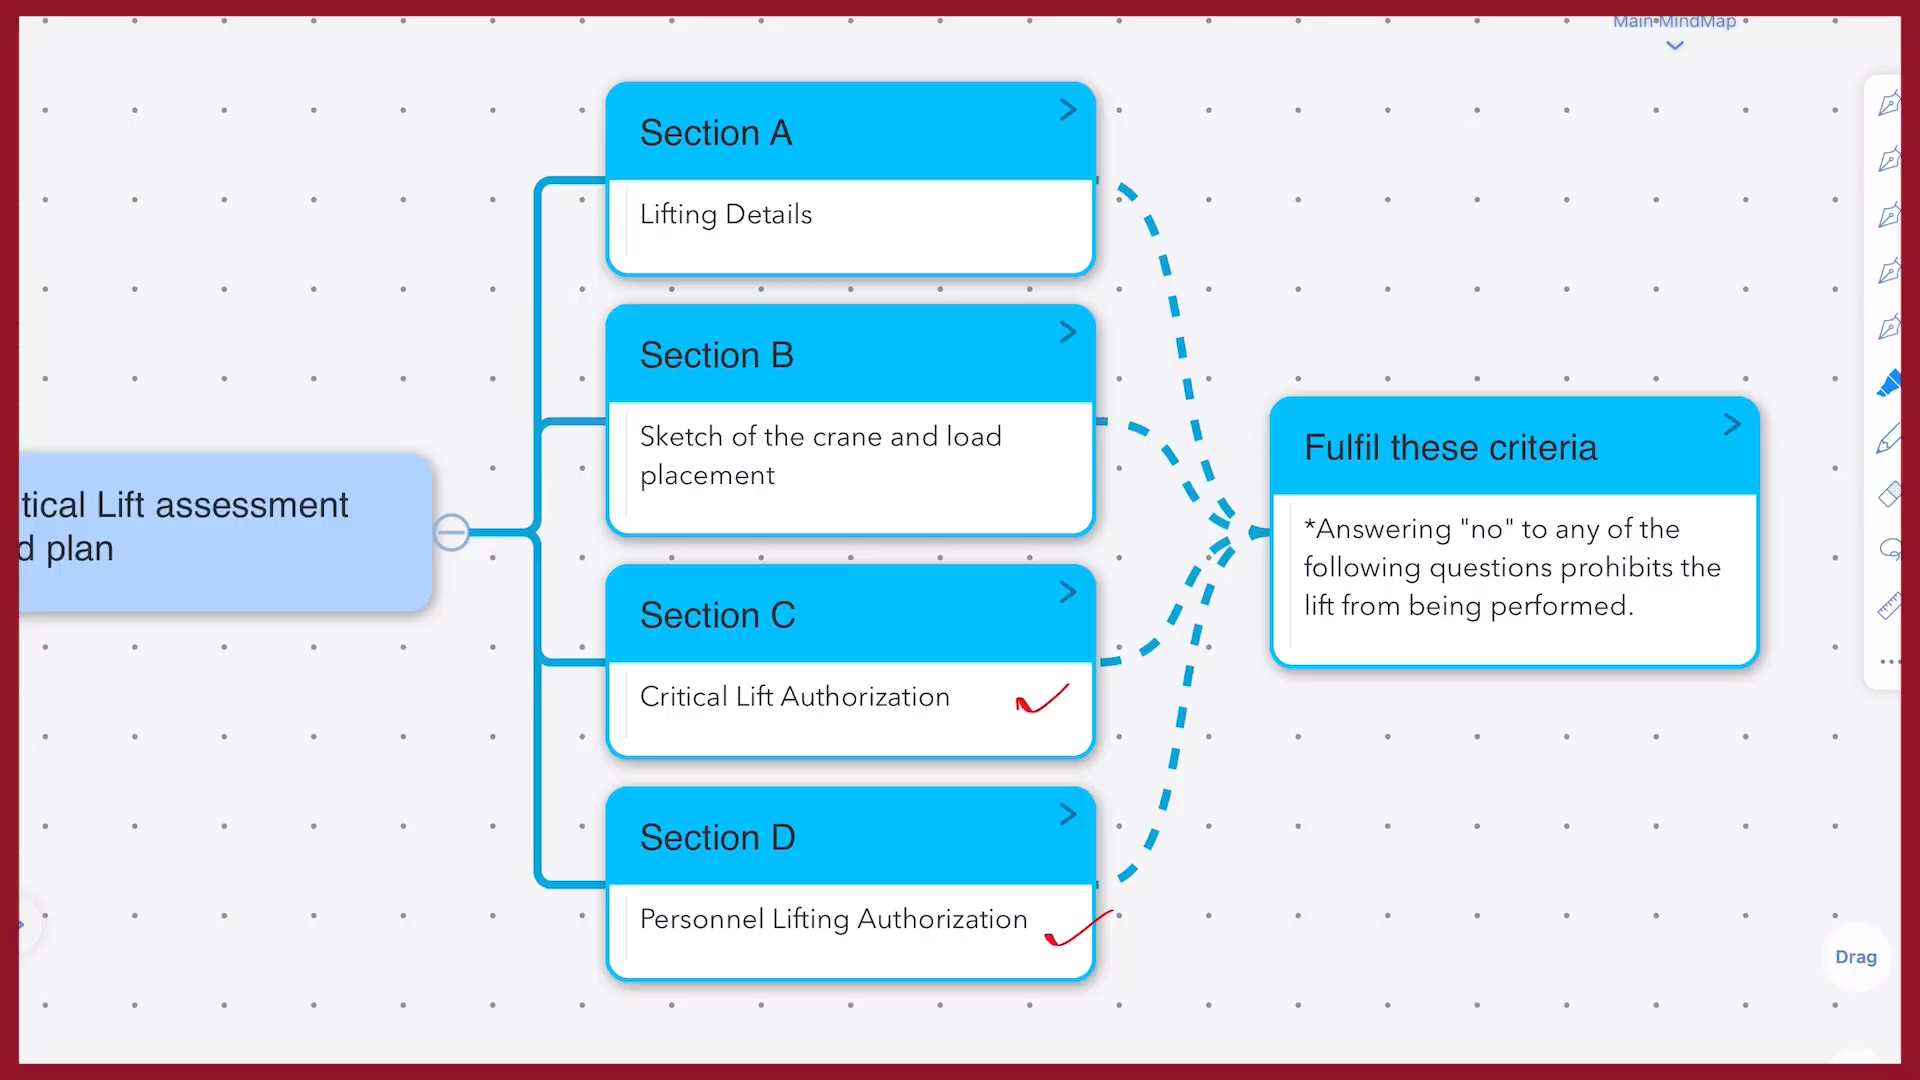 Main MindMap
Section A
Lifting Details
Section B
Sketch of the crane and load
placement
tical Lift assessment
d plan
Section C
Critical Lift Authorization
Section D
Personnel Lifting Authorization
Fulfil these criteria
*Answering "no" to any of the
following questions prohibits the
lift from being performed.
Drag